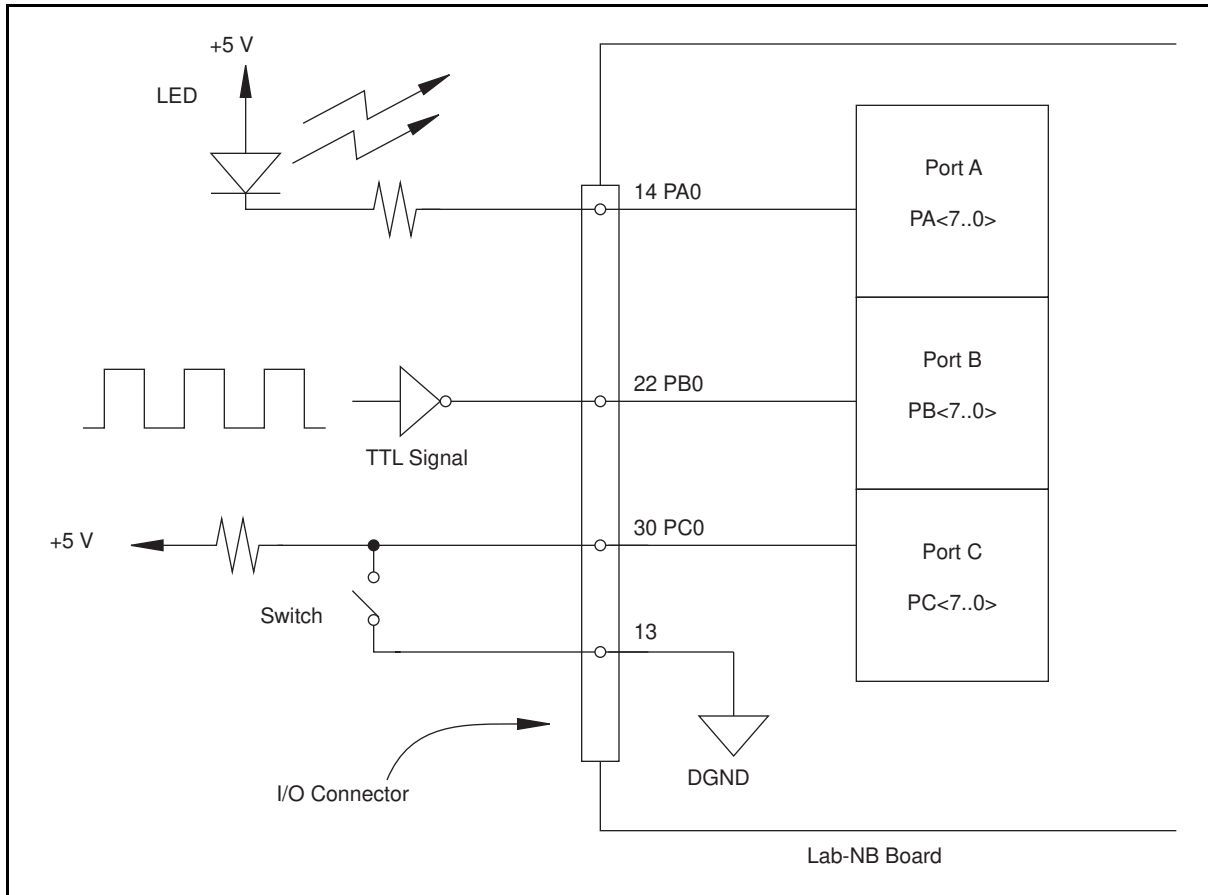 +5 V
LED
14 PA0
Port A
PA<7..0>
22 PB0
Port B
PB<7..0>
TTL Signal
+5 V
30 PC0
Port C
PC<7..0>
Switch
13
DGND
I/O Connector
Lab-NB Board